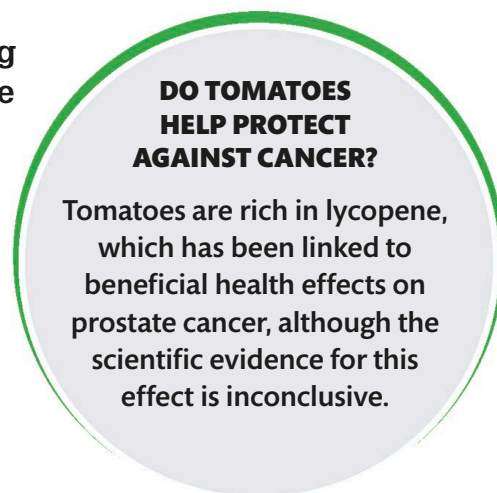 DO TOMATOES
HELP PROTECT
AGAINST CANCER?
Tomatoes are rich in lycopene,
which has been linked to
beneficial health effects on
prostate cancer, although the
scientific evidence for this
effect is inconclusive.